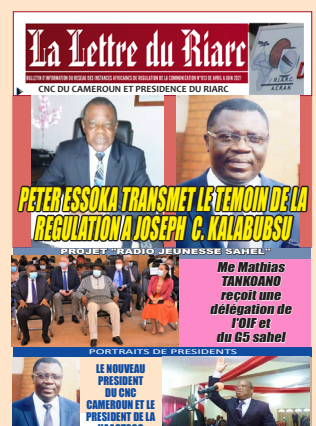 La Lettre du Riarc
BULLETIN D'INFORMATION DU RESEAU DES INSTANCES AFRICAINES DE REGULATION DE LA COMMUNICATION N°013 DE AVRIL A JUIN 2021
R I A R C
A.C.R.A.N.
CNC DU CAMEROUN ET PRESIDENCE DU RIARC
PETER ESSOKA TRANSMET LE TEMOIN DE LA
REGULATION A JOSEPH C. KALABUBSU
PROJET "RADIO JEUNESSE SAHEL"
Me Mathias
TANKOANO
reçoit une
délégation de
l'OIF et
du G5 sahel
PORTRAITS DE PRESIDENTS
LE NOUVEAU
PRESIDENT
DU CNC
CAMEROUN ET LE
PRESIDENT DE LA